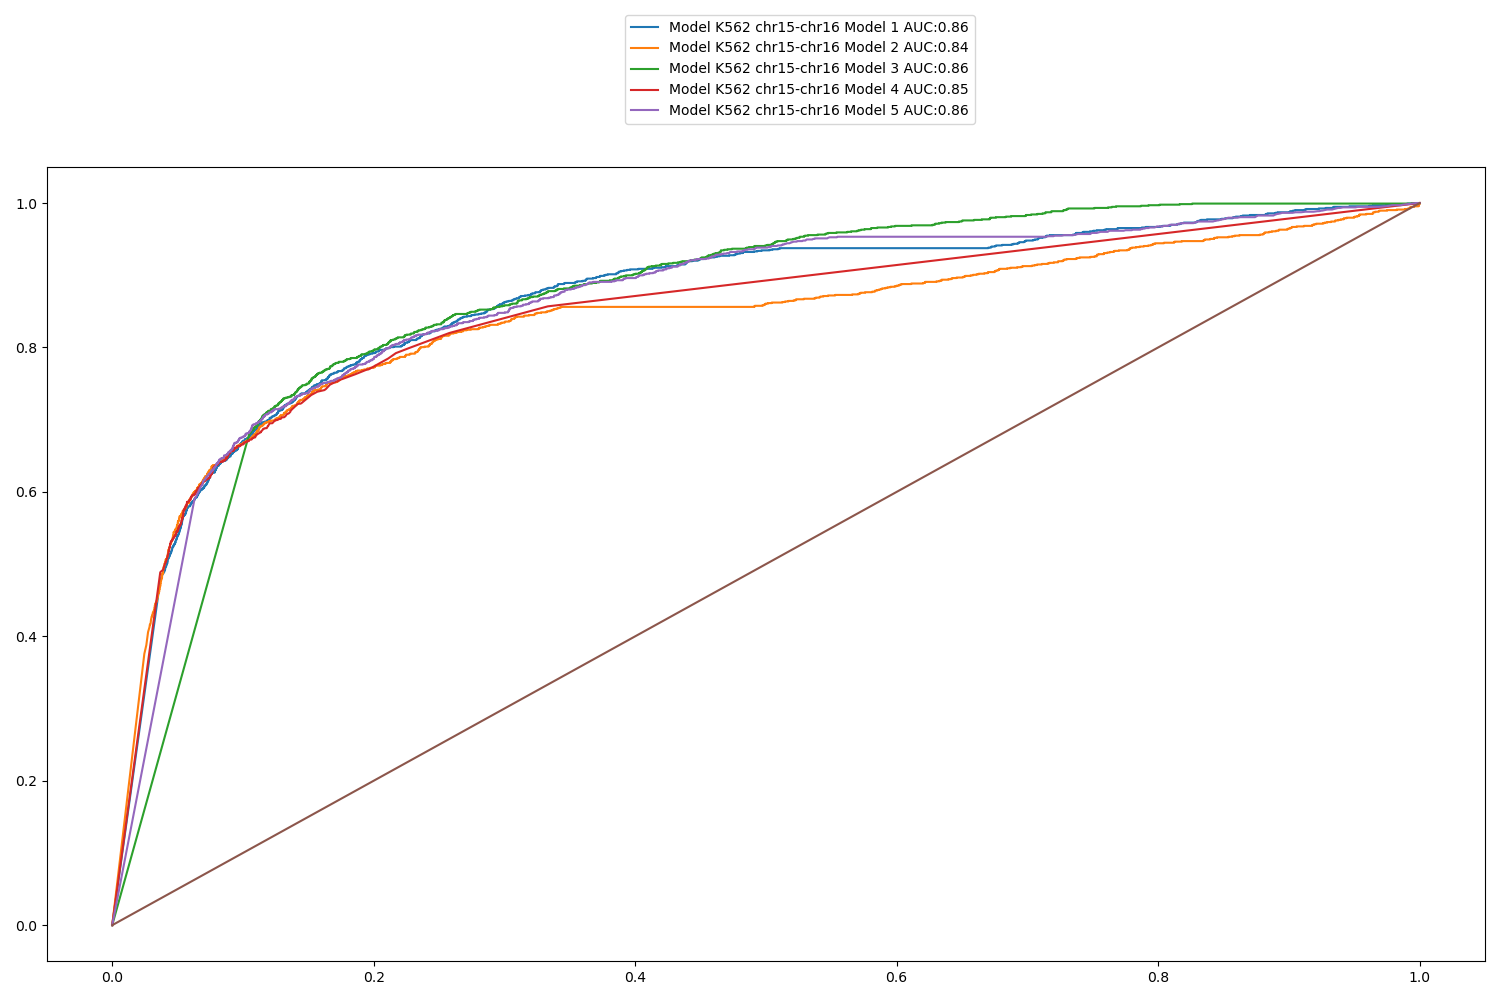 Model K562 chr15-chr16 Model 1 AUC:0.86
Model K562 chr15-chr16 Model 2 AUC:0.84
Model K562 chr15-chr16 Model 3 AUC:0.86
Model K562 chr15-chr16 Model 4 AUC:0.85
Model K562 chr15-chr16 Model 5 AUC:0.86
1.0
0.8
0.6
0.4
0.2
0.0
0.0 0.2 0.4 0.6 0.8 1.0